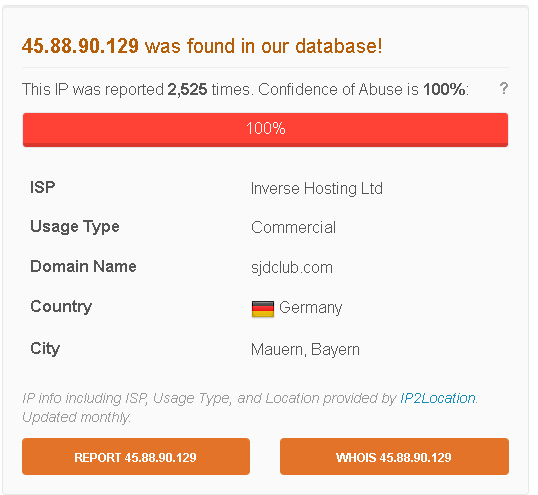 45.88.90.129 was found in our database!
This IP was reported 2,525 times. Confidence of Abuse is 100%: ?
100%
ISP Inverse Hosting Ltd
Usage Type Commercial
Domain Name sjdclub.com
Country Germany
City Mauern, Bayern
IP info including ISP, Usage Type, and Location provided by IP2Location.
Updated monthly.
REPORT 45.88.90.129 WHOIS 45.88.90.129